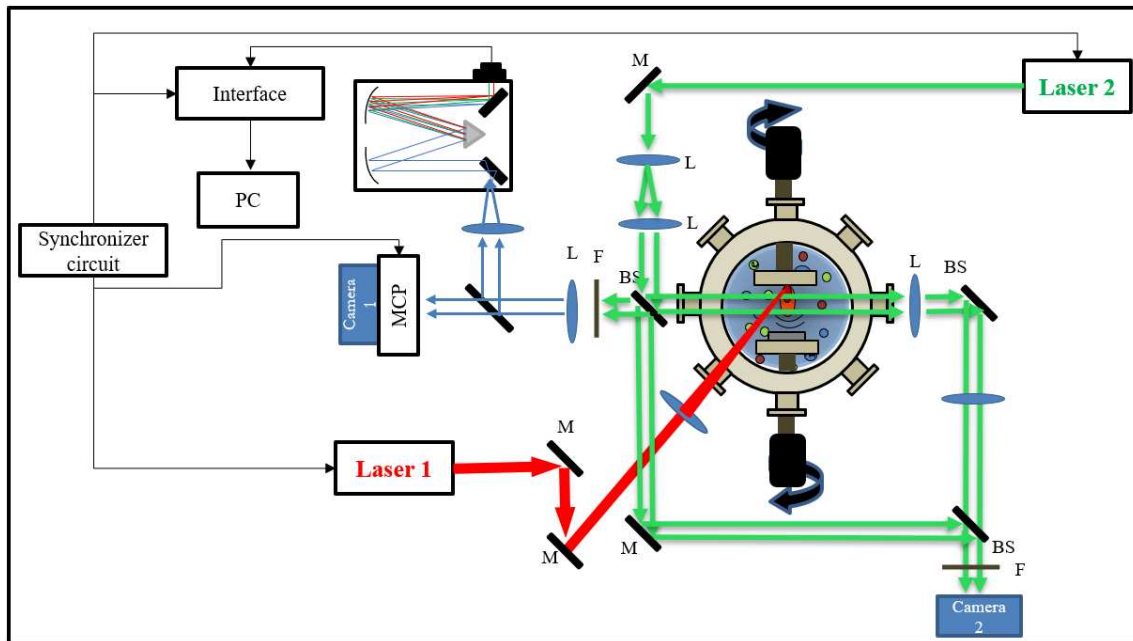 M
Laser 2
Interface
L
PC
L
Synchronizer
circuit
L
F
BS
L
BS
Camera
1
MCP
M
Laser 1
M
M
BS
F
Camera
2